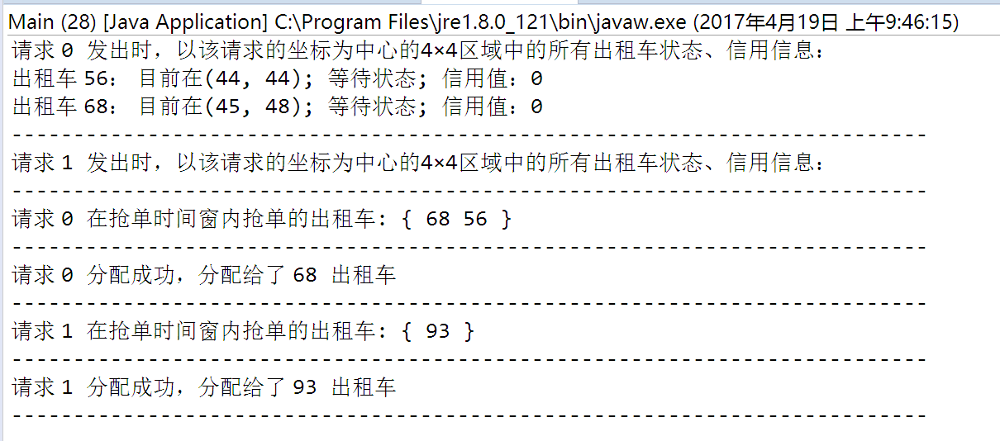 Main (28) [Java Application] C:\Program Files\jre1.8.0_121\bin\javaw.exe (2017年4月19日 上午9:46:15)
请求 0 发出时，以该请求的坐标为中心的4×4区域中的所有出租车状态、信用信息：
出租车 56： 目前在(44, 44); 等待状态; 信用值：0
出租车 68： 目前在(45, 48); 等待状态; 信用值：0
------------------------------------------------------------------------
请求 1 发出时，以该请求的坐标为中心的4×4区域中的所有出租车状态、信用信息：
------------------------------------------------------------------------
请求 0 在抢单时间窗内抢单的出租车: { 68 56 }
------------------------------------------------------------------------
请求 0 分配成功，分配给了 68 出租车
------------------------------------------------------------------------
请求 1 在抢单时间窗内抢单的出租车: { 93 }
------------------------------------------------------------------------
请求 1 分配成功，分配给了 93 出租车
------------------------------------------------------------------------